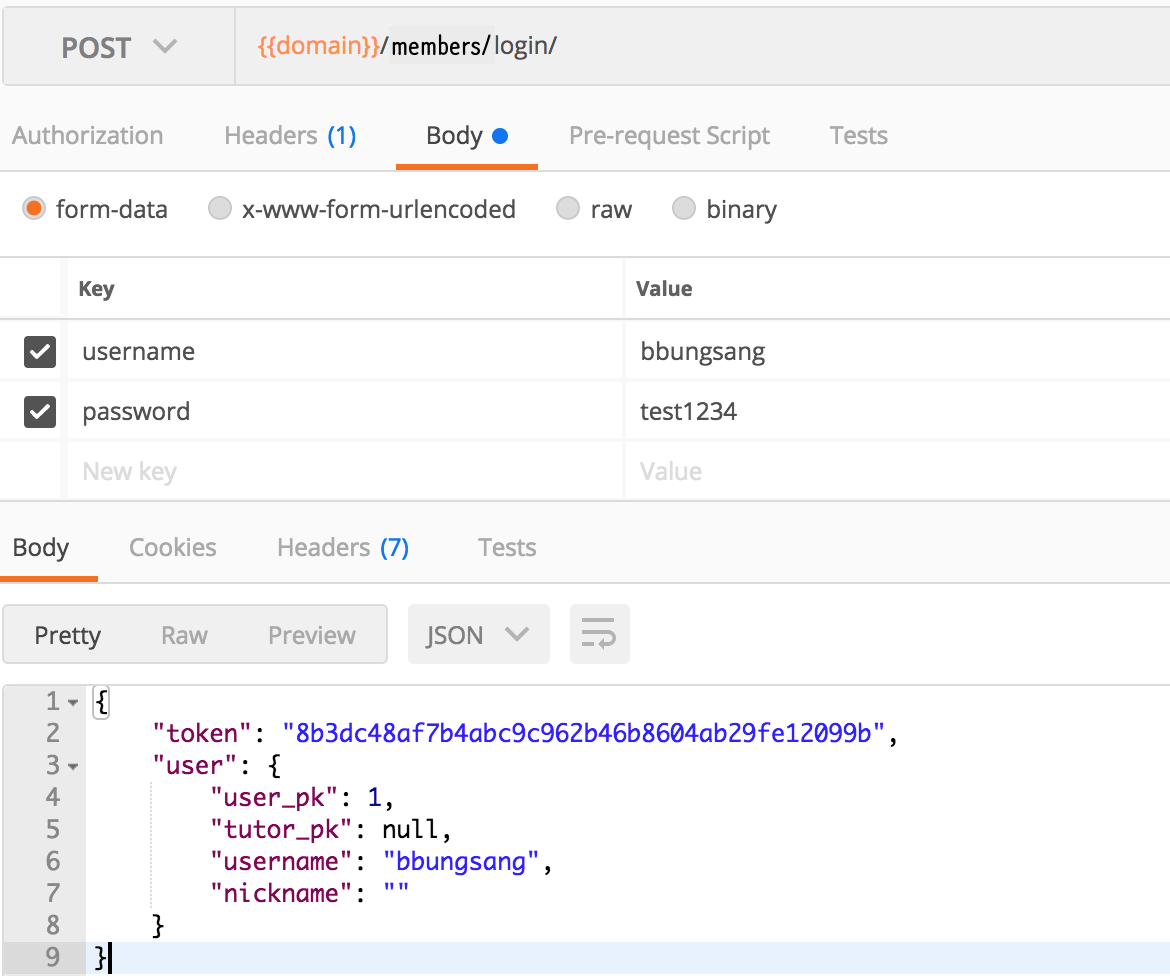 POST {{domain}}/members/login/
Authorization Headers (1) Body Pre-request Script Tests
form-data x-www-form-urlencoded raw binary
Key Value
username bbungsang
password test1234
New key Value
Body Cookies Headers (7) Tests
Pretty Raw Preview JSON
1 {
2 "token": "8b3dc48af7b4abc9c962b46b8604ab29fe12099b",
3 "user": {
4 "user_pk": 1,
5 "tutor_pk": null,
6 "username": "bbungsang",
7 "nickname": ""
8 }
9 }